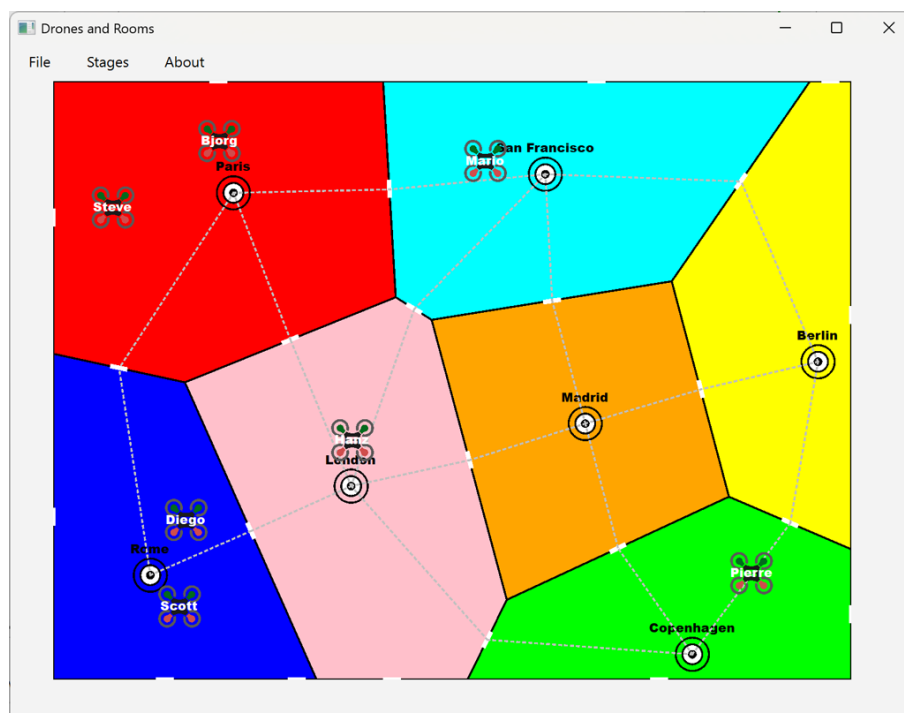 Drones and Rooms
File Stages About
Bjorg
Paris
Mario
San Francisco
Steve
Berlin
Madrid
Hanz
London
Diego
Rome
Pierre
Scott
Copenhagen